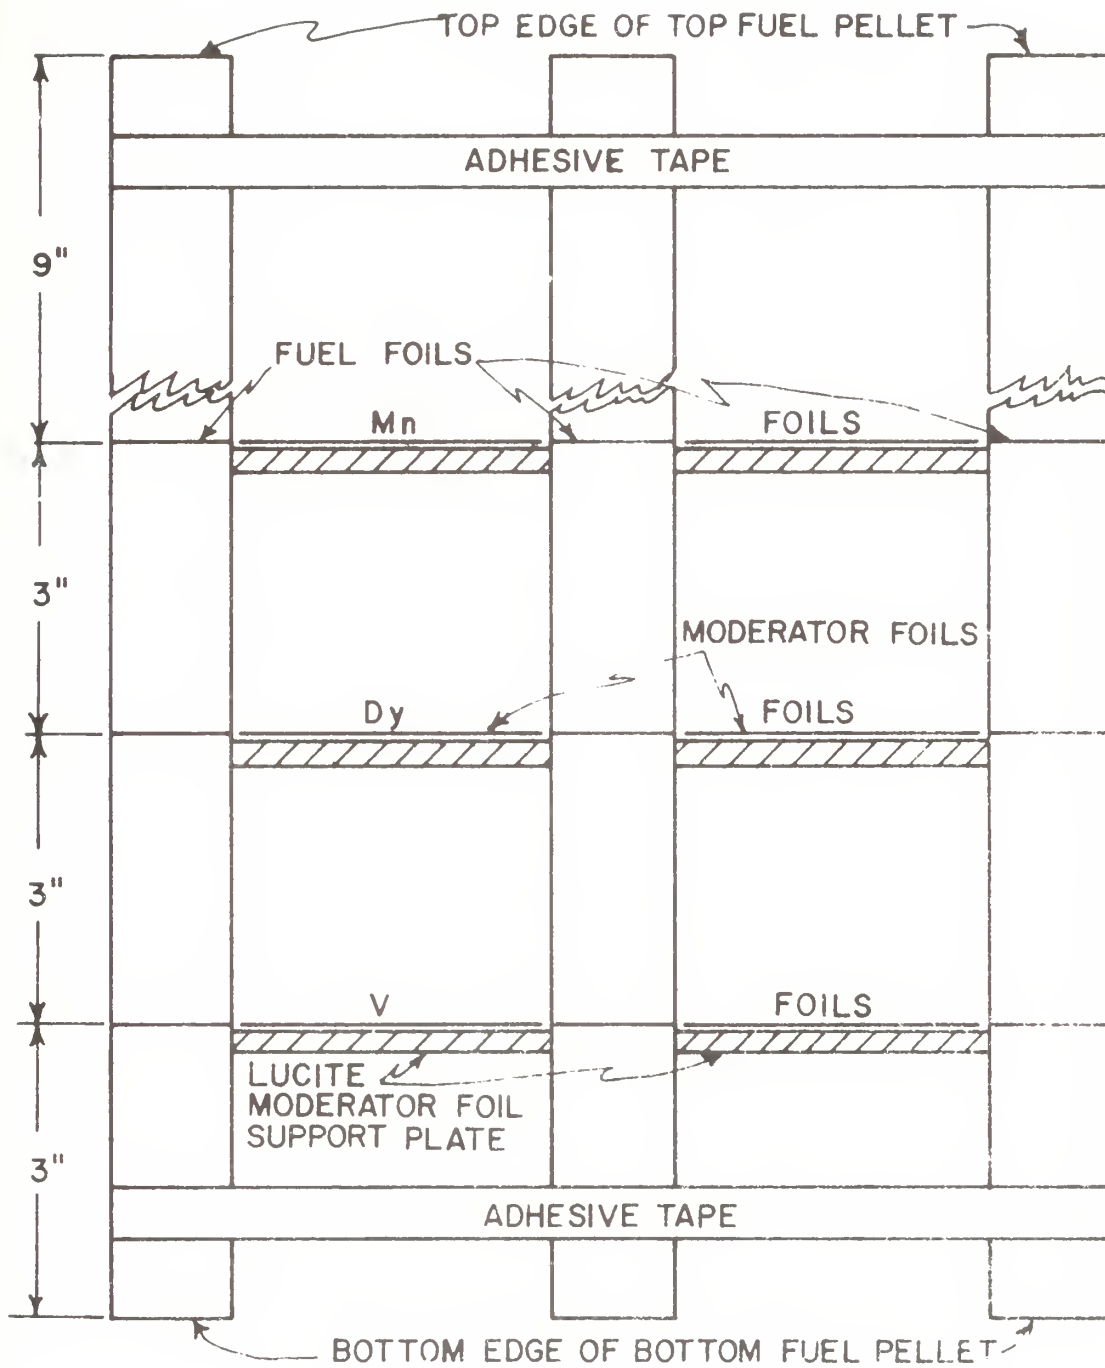 TOP EDGE OF TOP FUEL PELLET
ADHESIVE TAPE
9"
FUEL FOILS
Mn FOILS
3"
MODERATOR FOILS
Dy FOILS
3"
V FOILS
LUCITE
MODERATOR FOIL
SUPPORT PLATE
3"
ADHESIVE TAPE
BOTTOM EDGE OF BOTTOM FUEL PELLET